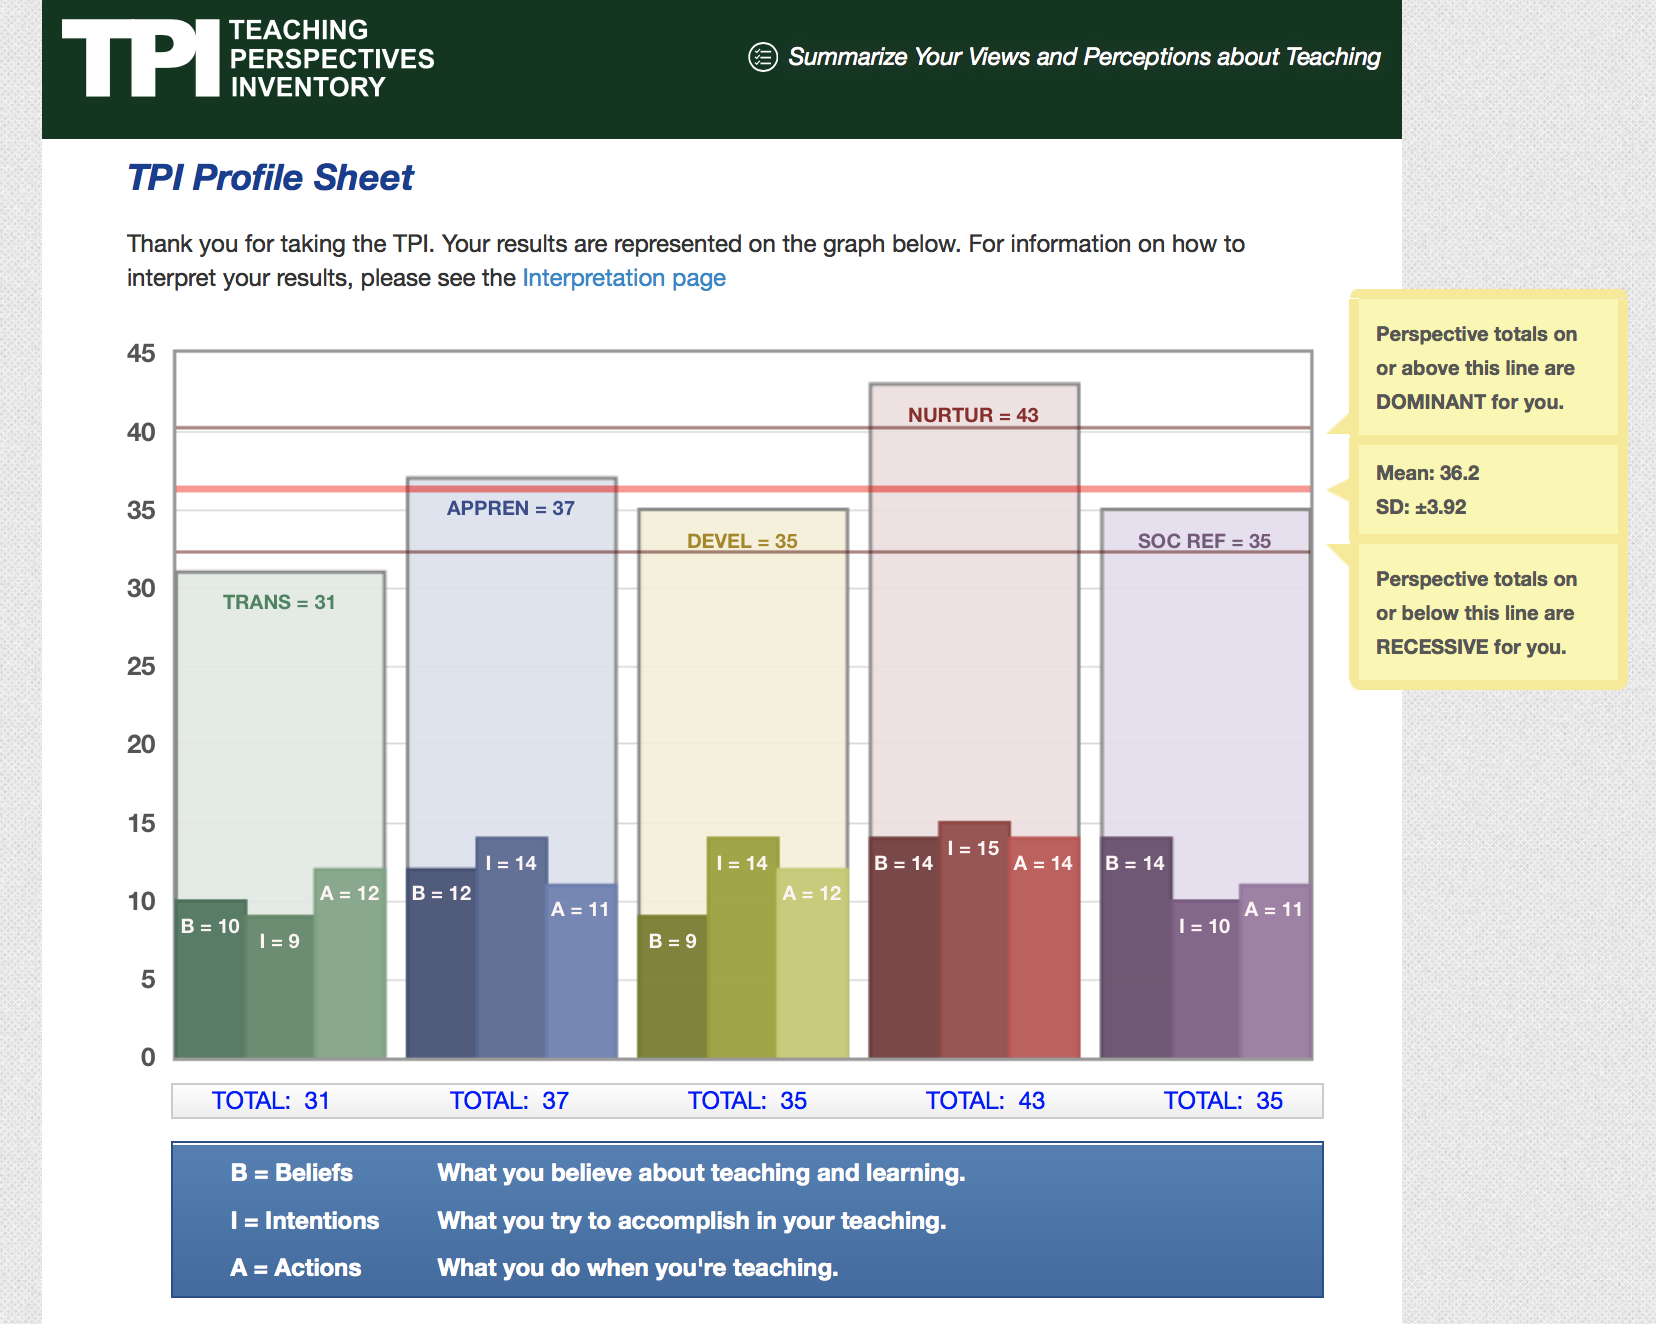 TPI TEACHING
PERSPECTIVES
INVENTORY
Summarize Your Views and Perceptions about Teaching
TPI Profile Sheet
Thank you for taking the TPI. Your results are represented on the graph below. For information on how to
interpret your results, please see the Interpretation page
Perspective totals on
or above this line are
DOMINANT for you.
Mean: 36.2
SD: ±3.92
Perspective totals on
or below this line are
RECESSIVE for you.
45
40
35
30
25
20
15
10
5
0
TRANS = 31
B = 10
I = 9
A = 12
APPREN = 37
B = 12
I = 14
A = 11
DEVEL = 35
B = 9
I = 14
A = 12
NURTUR = 43
B = 14
I = 15
A = 14
SOC REF = 35
B = 14
I = 10
A = 11
TOTAL: 31 TOTAL: 37 TOTAL: 35 TOTAL: 43 TOTAL: 35
B = Beliefs What you believe about teaching and learning.
I = Intentions What you try to accomplish in your teaching.
A = Actions What you do when you're teaching.